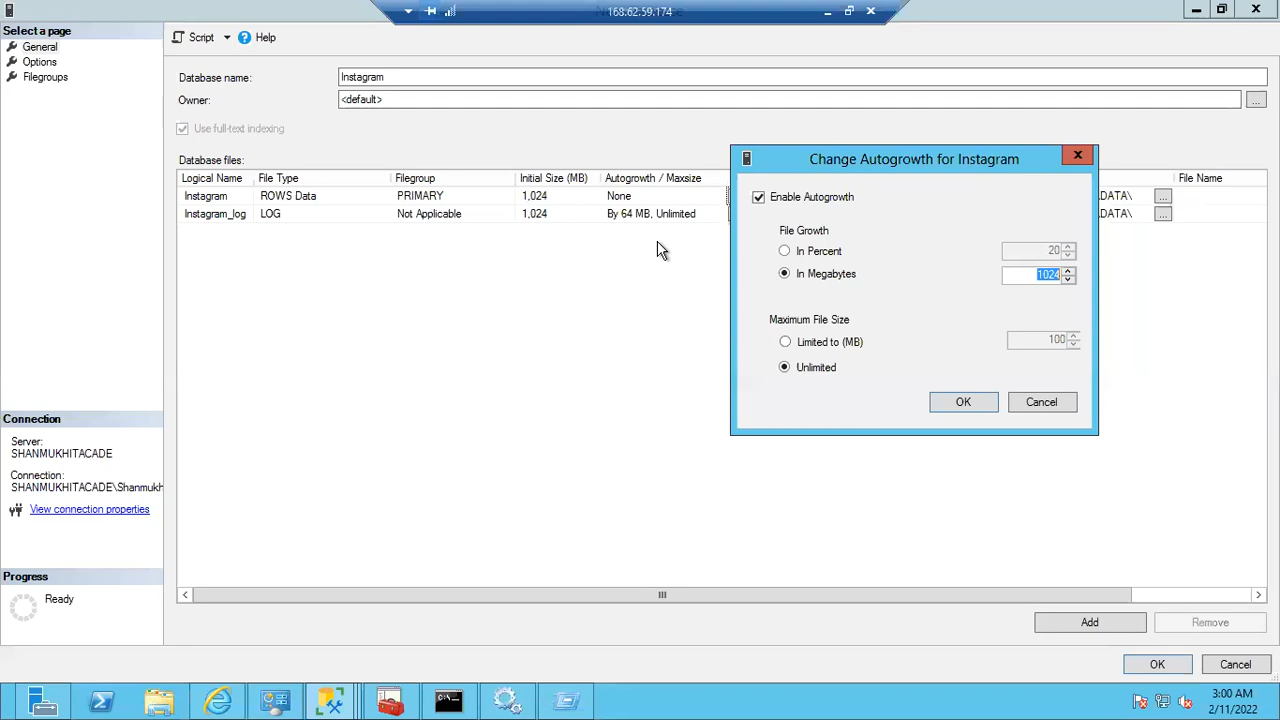 168.62.59.174
Select a page
General
Options
Filegroups
Script
Help
Database name:
Instagram
Owner:
<default>
...
Use full-text indexing
Database files:
Logical Name File Type Filegroup Initial Size (MB) Autogrowth / Maxsize File Name
Instagram ROWS Data PRIMARY 1,024 None DATA\ ...
Instagram_log LOG Not Applicable 1,024 By 64 MB, Unlimited DATA\ ...
Change Autogrowth for Instagram
Enable Autogrowth
File Growth
In Percent 20
In Megabytes 1024
Maximum File Size
Limited to (MB) 100
Unlimited
OK Cancel
Connection
Server:
SHANMUKHITACADE
Connection:
SHANMUKHITACADE\Shanmukh
View connection properties
Progress
Ready
Add Remove
OK Cancel
3:00 AM
2/11/2022